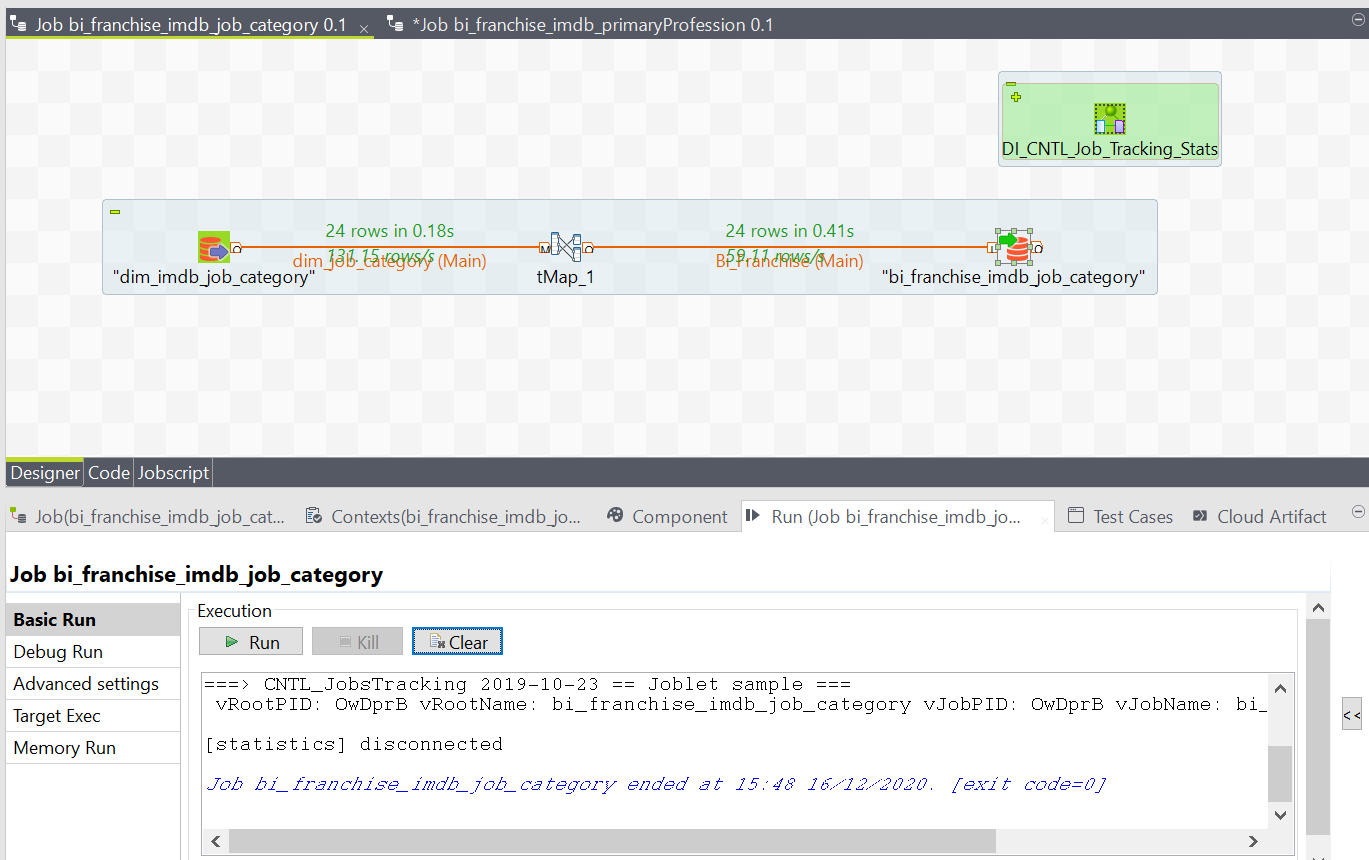 Job bi_franchise_imdb_job_category 0.1
*Job bi_franchise_imdb_primaryProfession 0.1
DI_CNTL_Job_Tracking_Stats
24 rows in 0.18s
24 rows in 0.41s
131.15 rows/s
59.11 rows/s
dim_job_category (Main)
Bi_Franchise (Main)
"dim_imdb_job_category"
tMap_1
"bi_franchise_imdb_job_category"
Designer
Code
Jobscript
Job(bi_franchise_imdb_job_cat...
Contexts(bi_franchise_imdb_jo...
Component
Run (Job bi_franchise_imdb_jo...
Test Cases
Cloud Artifact
Job bi_franchise_imdb_job_category
Basic Run
Debug Run
Advanced settings
Target Exec
Memory Run
Execution
Run
Kill
Clear
===> CNTL_JobsTracking 2019-10-23 == Joblet sample ===
vRootPID: OwDprB vRootName: bi_franchise_imdb_job_category vJobPID: OwDprB vJobName: bi_
[statistics] disconnected
Job bi_franchise_imdb_job_category ended at 15:48 16/12/2020. [exit code=0]
<<